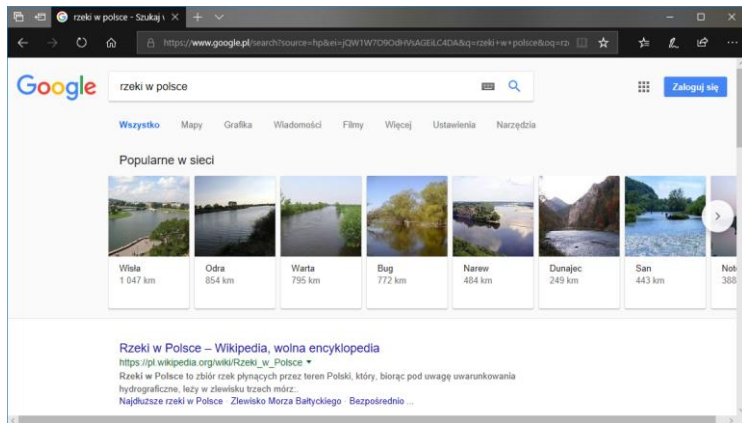 rzeki w polsce - Szukaj
https://www.google.pl/search?source=hp&ei=jQW1W7O9OdHVsAGEiLC4DA&q=rzeki+w+polsce&oq=rz
Google
rzeki w polsce
Zaloguj się
Wszystko Mapy Grafika Wiadomości Filmy Więcej Ustawienia Narzędzia
Popularne w sieci
Wisła Odra Warta Bug Narew Dunajec San Not
1 047 km 854 km 795 km 772 km 484 km 249 km 443 km 388
Rzeki w Polsce – Wikipedia, wolna encyklopedia
https://pl.wikipedia.org/wiki/Rzeki_w_Polsce
Rzeki w Polsce to zbiór rzek płynących przez teren Polski, który, biorąc pod uwagę uwarunkowania
hydrograficzne, leży w zlewisku trzech mórz:.
Najdłuższe rzeki w Polsce · Zlewisko Morza Bałtyckiego · Bezpośrednio ...